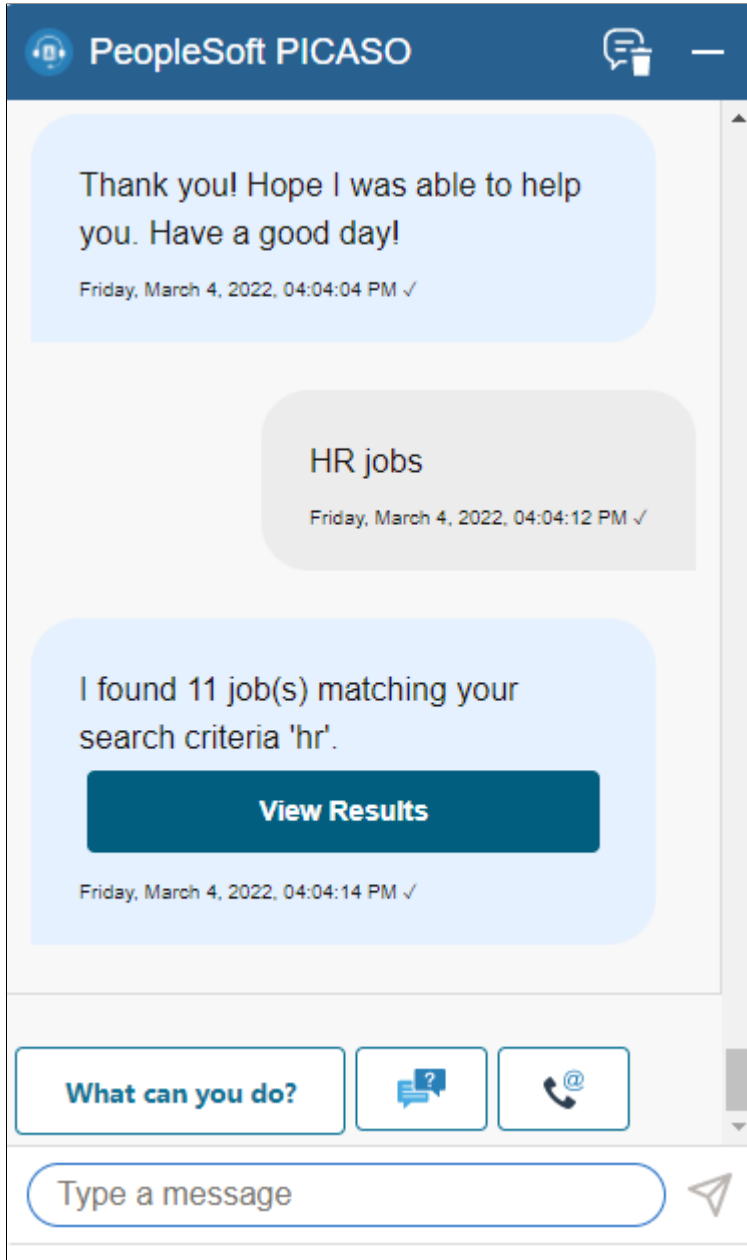 PeopleSoft PICASO
Thank you! Hope I was able to help
you. Have a good day!
Friday, March 4, 2022, 04:04:04 PM ✓
HR jobs
Friday, March 4, 2022, 04:04:12 PM ✓
I found 11 job(s) matching your
search criteria 'hr'.
View Results
Friday, March 4, 2022, 04:04:14 PM ✓
What can you do?
Type a message